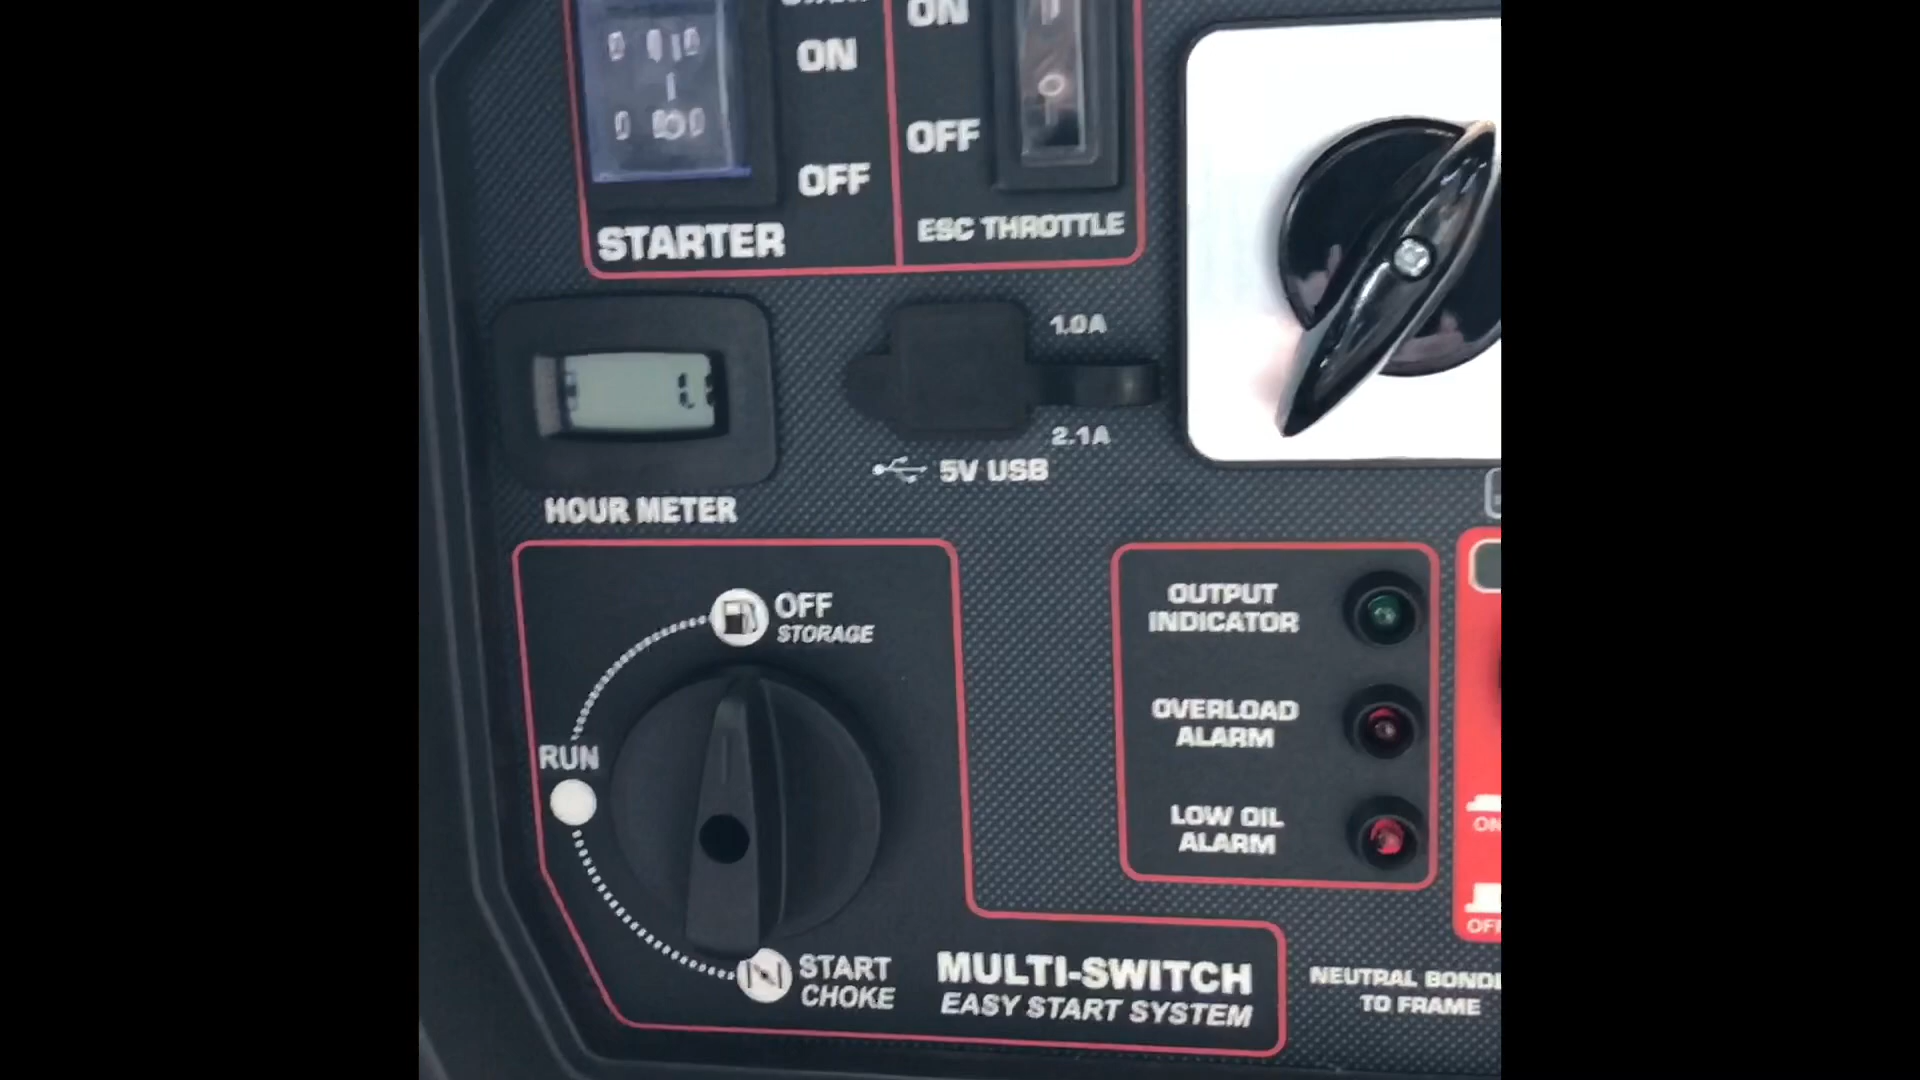 ON
OFF
STARTER
ON
OFF
ESC THROTTLE
HOUR METER
1.0A
2.1A
5V USB
OFF
STORAGE
RUN
START
CHOKE
MULTI-SWITCH
EASY START SYSTEM
OUTPUT
INDICATOR
OVERLOAD
ALARM
LOW OIL
ALARM
NEUTRAL
TO FRAME